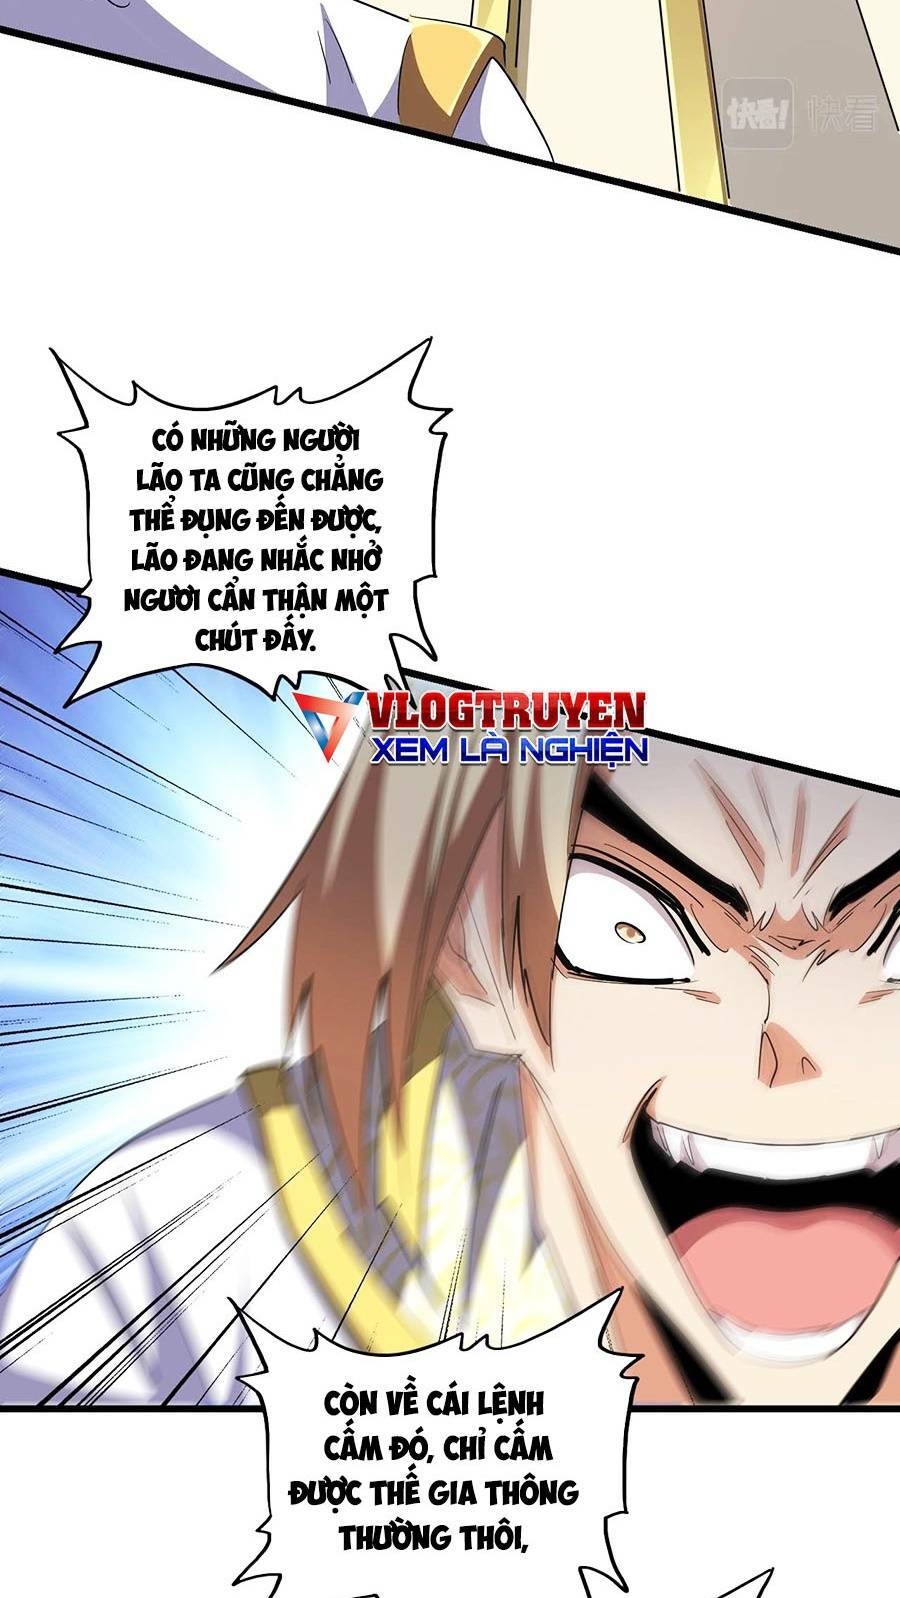 快看! 快看
CÓ NHỮNG NGƯỜI
LÃO TA CŨNG CHẲNG
THỂ ĐỤNG ĐẾN ĐƯỢC,
LÃO ĐANG NHẮC NHỞ
NGƯƠI CẨN THẬN MỘT
CHÚT ĐẤY.
VLOGTRUYEN
XEM LÀ NGHIỆN
CÒN VỀ CÁI LỆNH
CẤM ĐÓ, CHỈ CẤM
ĐƯỢC THẾ GIA THÔNG
THƯỜNG THÔI,